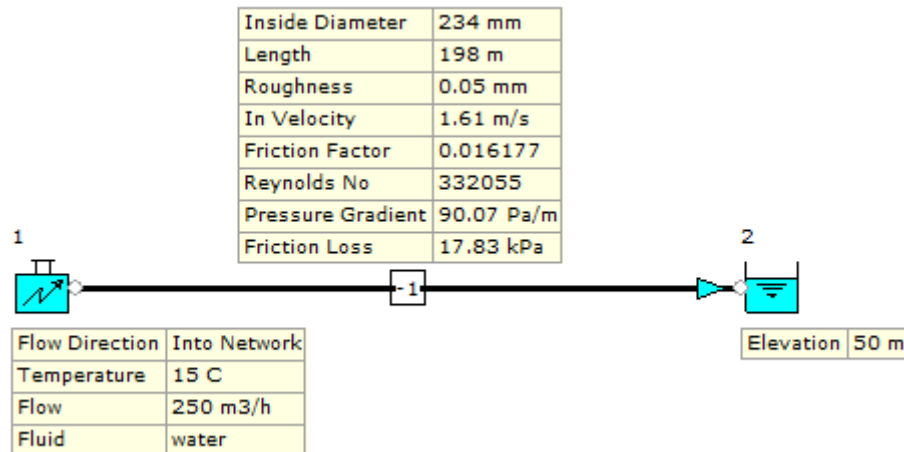 Inside Diameter 234 mm
Length 198 m
Roughness 0.05 mm
In Velocity 1.61 m/s
Friction Factor 0.016177
Reynolds No 332055
Pressure Gradient 90.07 Pa/m
Friction Loss 17.83 kPa
1
2
-1
Flow Direction Into Network
Temperature 15 C
Flow 250 m3/h
Fluid water
Elevation 50 m